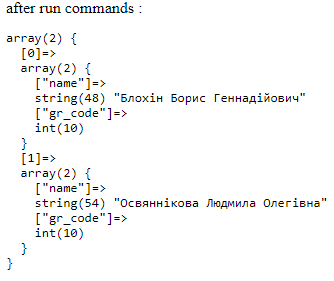 after run commands :
array(2) {
[0]=>
array(2) {
["name"]=>
string(48) "Блохін Борис Геннадійович"
["gr_code"]=>
int(10)
}
[1]=>
array(2) {
["name"]=>
string(54) "Освяннікова Людмила Олегівна"
["gr_code"]=>
int(10)
}
}